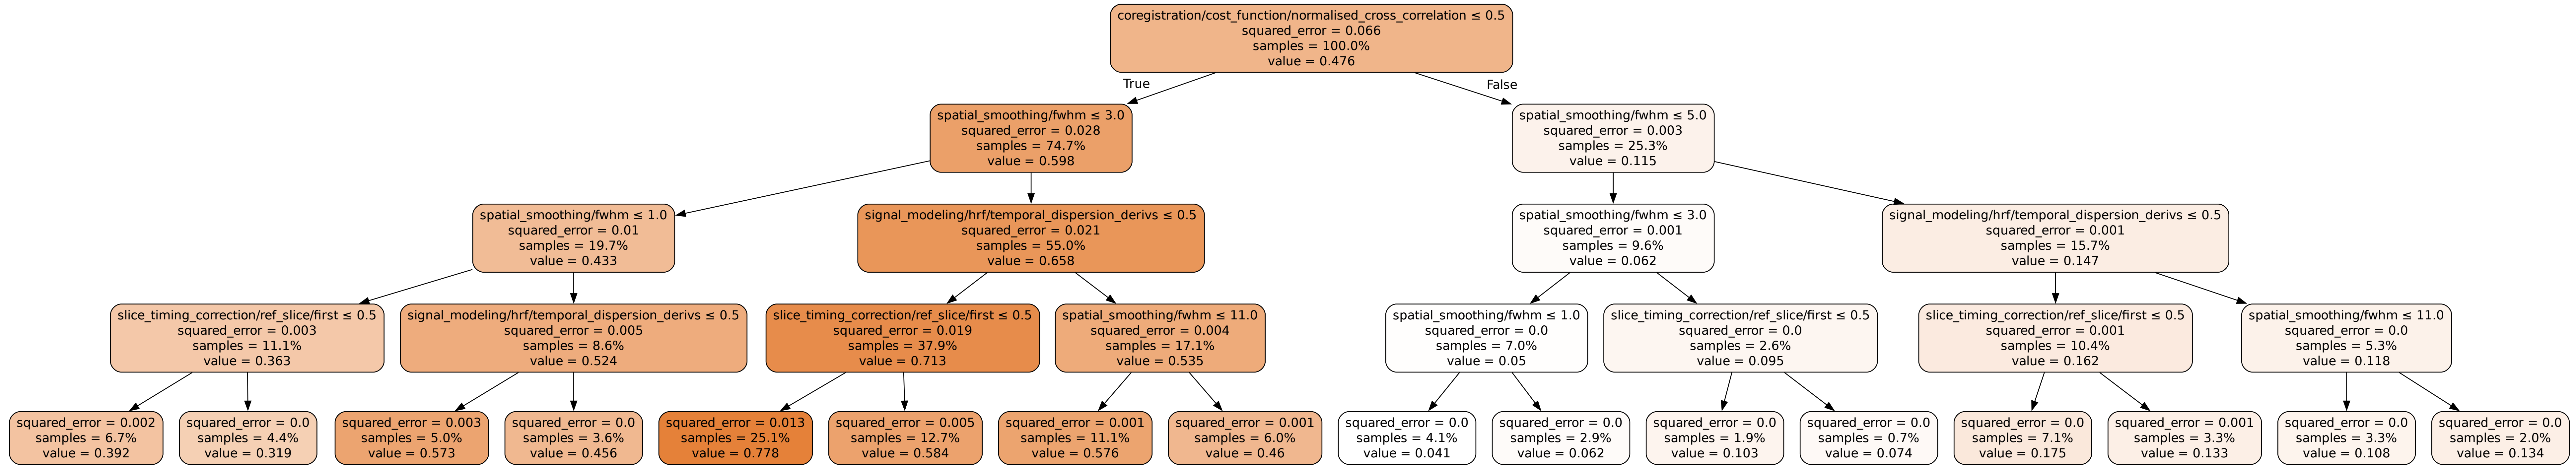 coregistration/cost_function/normalised_cross_correlation ≤ 0.5
squared_error = 0.066
samples = 100.0%
value = 0.476
True
False
spatial_smoothing/fwhm ≤ 3.0
squared_error = 0.028
samples = 74.7%
value = 0.598
spatial_smoothing/fwhm ≤ 5.0
squared_error = 0.003
samples = 25.3%
value = 0.115
spatial_smoothing/fwhm ≤ 1.0
squared_error = 0.01
samples = 19.7%
value = 0.433
signal_modeling/hrf/temporal_dispersion_derivs ≤ 0.5
squared_error = 0.021
samples = 55.0%
value = 0.658
spatial_smoothing/fwhm ≤ 3.0
squared_error = 0.001
samples = 9.6%
value = 0.062
signal_modeling/hrf/temporal_dispersion_derivs ≤ 0.5
squared_error = 0.001
samples = 15.7%
value = 0.147
slice_timing_correction/ref_slice/first ≤ 0.5
squared_error = 0.003
samples = 11.1%
value = 0.363
signal_modeling/hrf/temporal_dispersion_derivs ≤ 0.5
squared_error = 0.005
samples = 8.6%
value = 0.524
slice_timing_correction/ref_slice/first ≤ 0.5
squared_error = 0.019
samples = 37.9%
value = 0.713
spatial_smoothing/fwhm ≤ 11.0
squared_error = 0.004
samples = 17.1%
value = 0.535
spatial_smoothing/fwhm ≤ 1.0
squared_error = 0.0
samples = 7.0%
value = 0.05
slice_timing_correction/ref_slice/first ≤ 0.5
squared_error = 0.0
samples = 2.6%
value = 0.095
slice_timing_correction/ref_slice/first ≤ 0.5
squared_error = 0.001
samples = 10.4%
value = 0.162
spatial_smoothing/fwhm ≤ 11.0
squared_error = 0.0
samples = 5.3%
value = 0.118
squared_error = 0.002
samples = 6.7%
value = 0.392
squared_error = 0.0
samples = 4.4%
value = 0.319
squared_error = 0.003
samples = 5.0%
value = 0.573
squared_error = 0.0
samples = 3.6%
value = 0.456
squared_error = 0.013
samples = 25.1%
value = 0.778
squared_error = 0.005
samples = 12.7%
value = 0.584
squared_error = 0.001
samples = 11.1%
value = 0.576
squared_error = 0.001
samples = 6.0%
value = 0.46
squared_error = 0.0
samples = 4.1%
value = 0.041
squared_error = 0.0
samples = 2.9%
value = 0.062
squared_error = 0.0
samples = 1.9%
value = 0.103
squared_error = 0.0
samples = 0.7%
value = 0.074
squared_error = 0.0
samples = 7.1%
value = 0.175
squared_error = 0.001
samples = 3.3%
value = 0.133
squared_error = 0.0
samples = 3.3%
value = 0.108
squared_error = 0.0
samples = 2.0%
value = 0.134